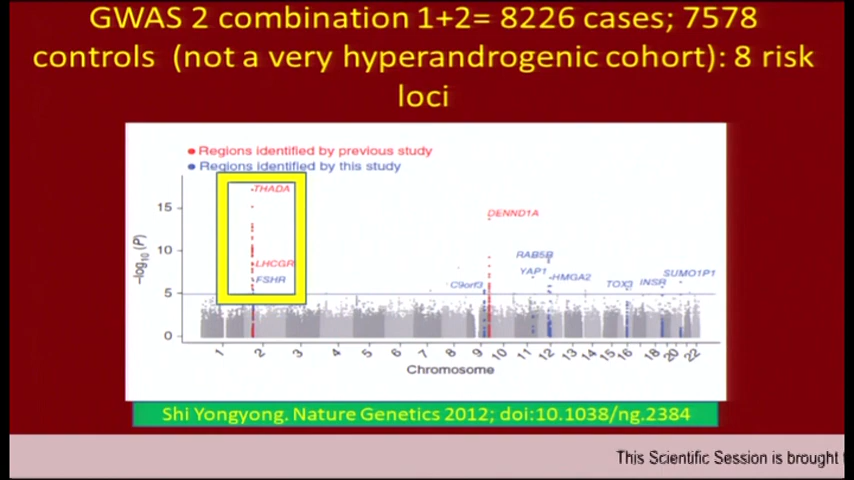 GWAS 2 combination 1+2= 8226 cases; 7578
controls (not a very hyperandrogenic cohort): 8 risk
loci
Regions identified by previous study
Regions identified by this study
THADA
15
DENND1A
-log10 (P)
10
RAB5B
LHCGR
YAP1
HMGA2
SUMO1P1
FSHR
C9orf3
TOX3
INSR
5
0
1 2 3 4 5 6 7 8 9 10 11 12 13 14 15 16 18 20 22
Chromosome
Shi Yongyong. Nature Genetics 2012; doi:10.1038/ng.2384
This Scientific Session is brought